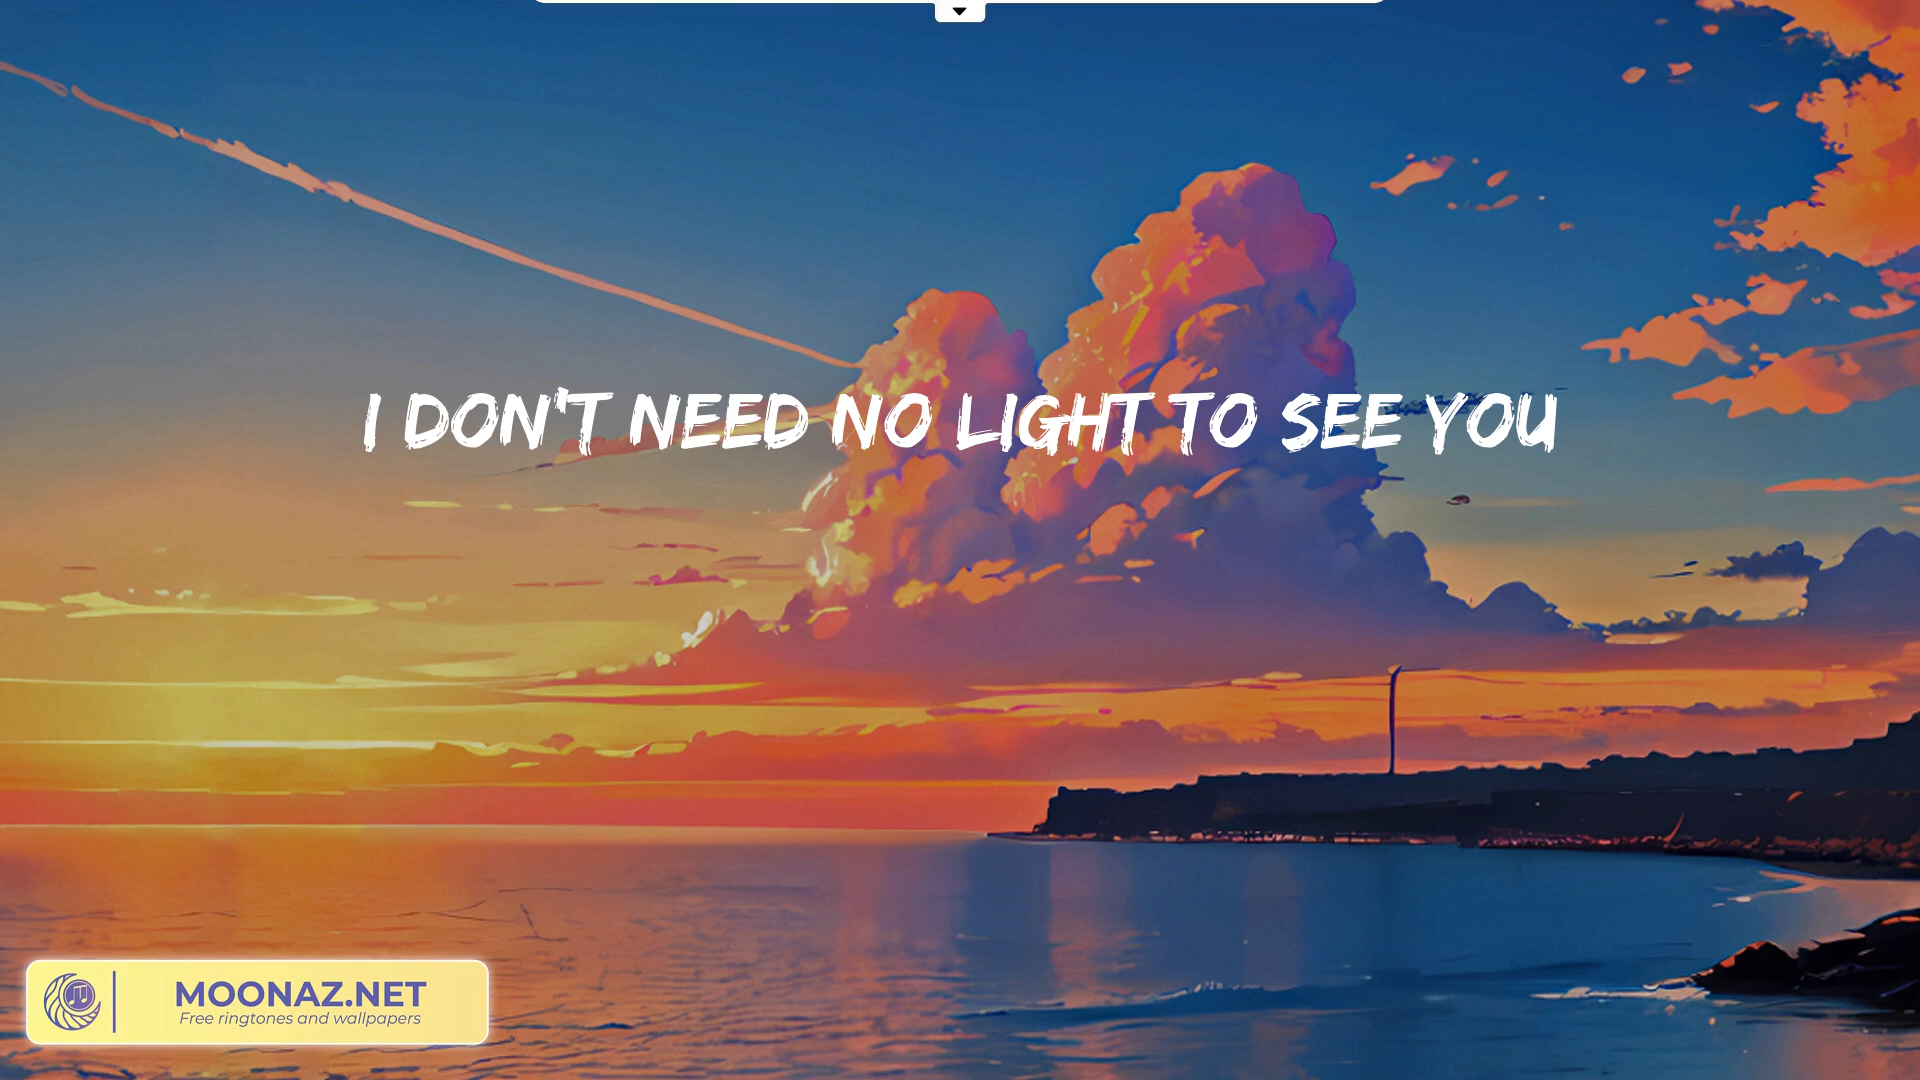 I DON'T NEED NO LIGHT TO SEE YOU
MOONAZ.NET
Free ringtones and wallpapers